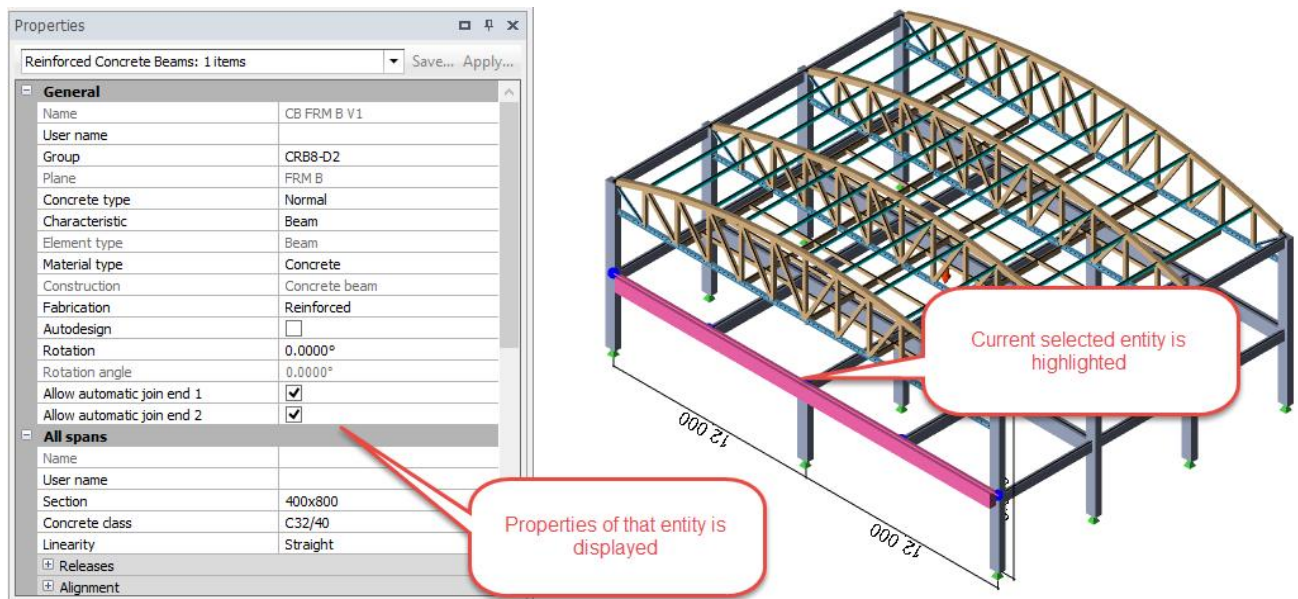 Properties
Reinforced Concrete Beams: 1 items Save... Apply...
General
Name CB FRM B V1
User name
Group CRB8-D2
Plane FRM B
Concrete type Normal
Characteristic Beam
Element type Beam
Material type Concrete
Construction Concrete beam
Fabrication Reinforced
Autodesign
Rotation 0.0000°
Rotation angle 0.0000°
Allow automatic join end 1
Allow automatic join end 2
All spans
Name
User name
Section 400x800
Concrete class C32/40
Linearity Straight
Releases
Alignment
Current selected entity is
highlighted
Properties of that entity is
displayed
12 000
12 000